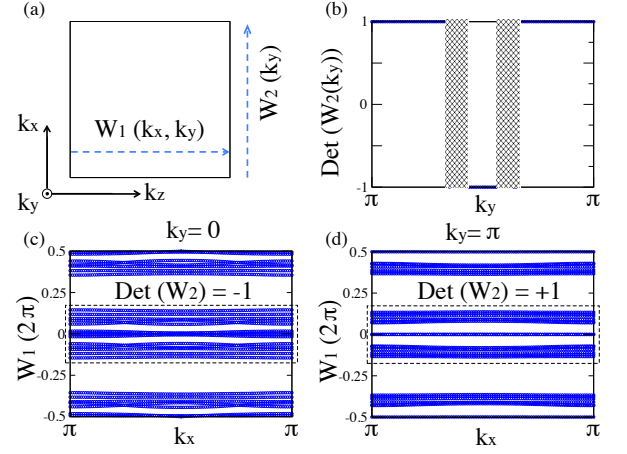 (a)
W1 (kx, ky)
W2 (ky)
kx
ky
kz
(b)
Det (W2(ky))
1
0
-1
π
ky
π
(c)
ky= 0
W1 (2π)
0.5
0.25
0
-0.25
-0.5
Det (W2) = -1
π
kx
π
(d)
ky= π
W1 (2π)
0.5
0.25
0
-0.25
-0.5
Det (W2) = +1
π
kx
π